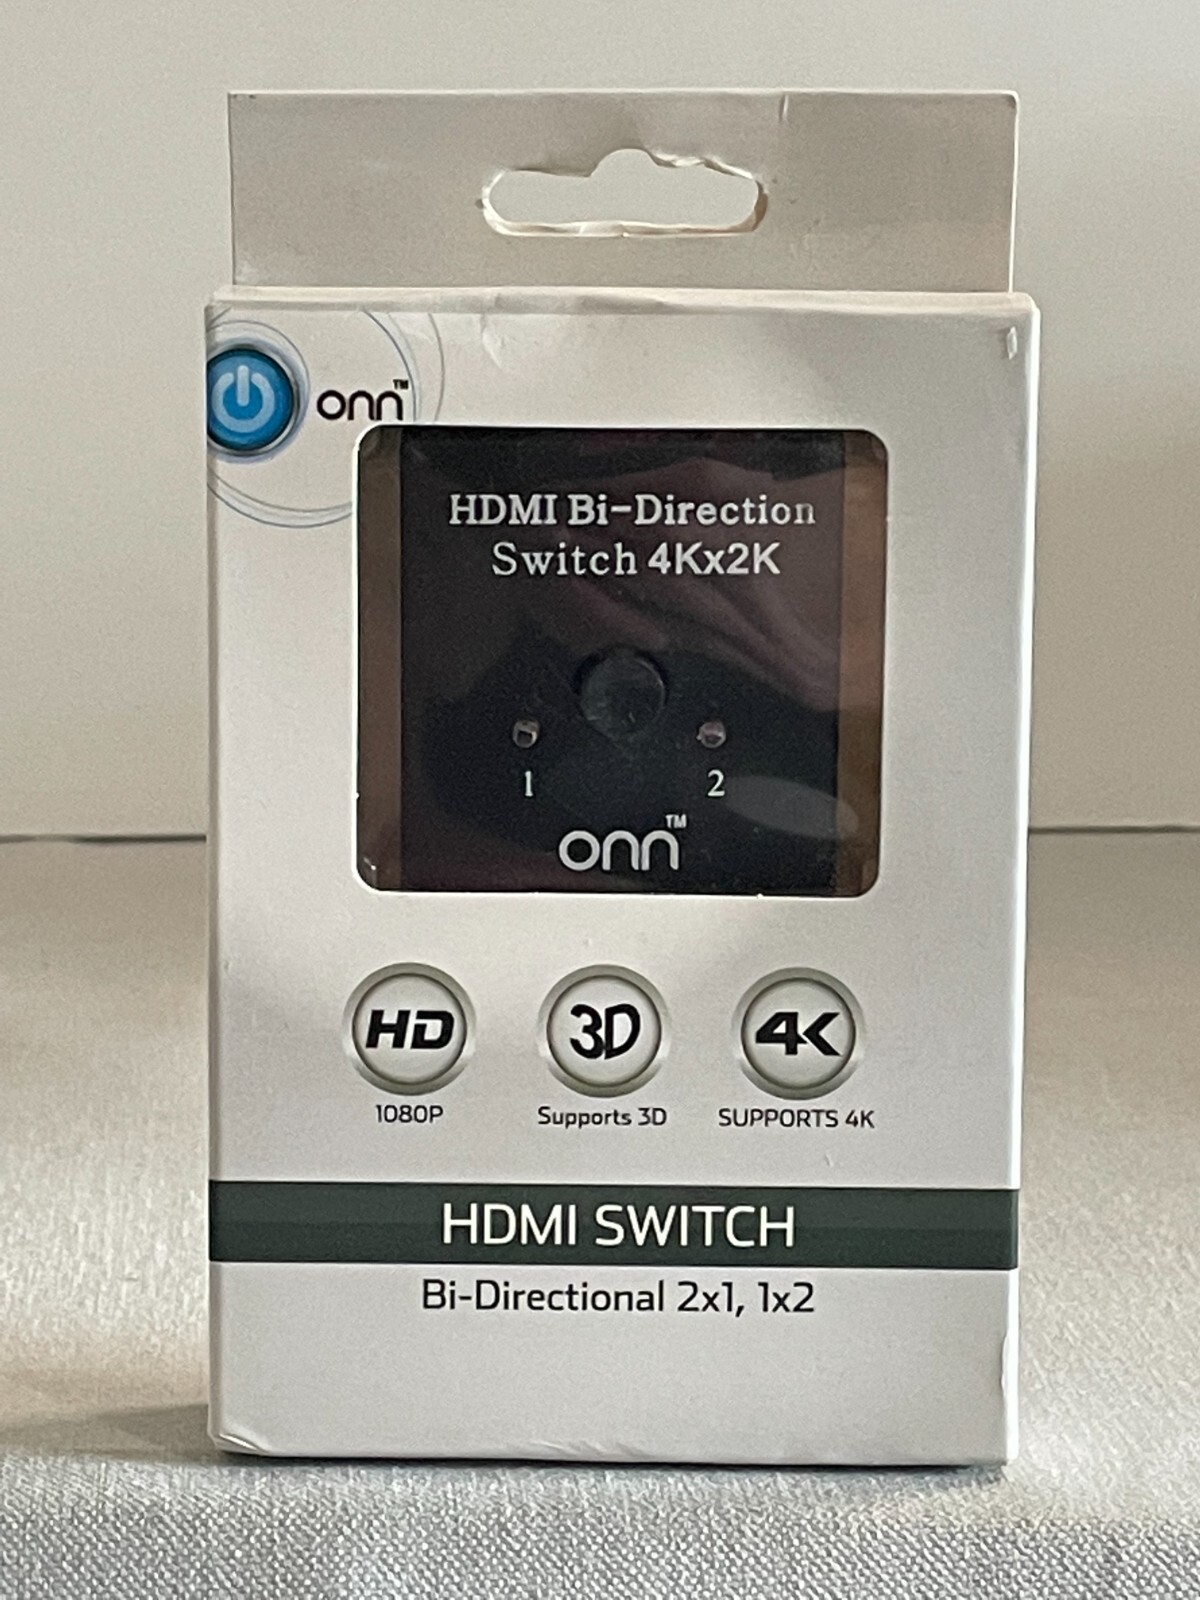 onn™
HDMI Bi-Direction
Switch 4Kx2K
1 2
onn™
HD 3D 4K
1080P Supports 3D SUPPORTS 4K
HDMI SWITCH
Bi-Directional 2x1, 1x2